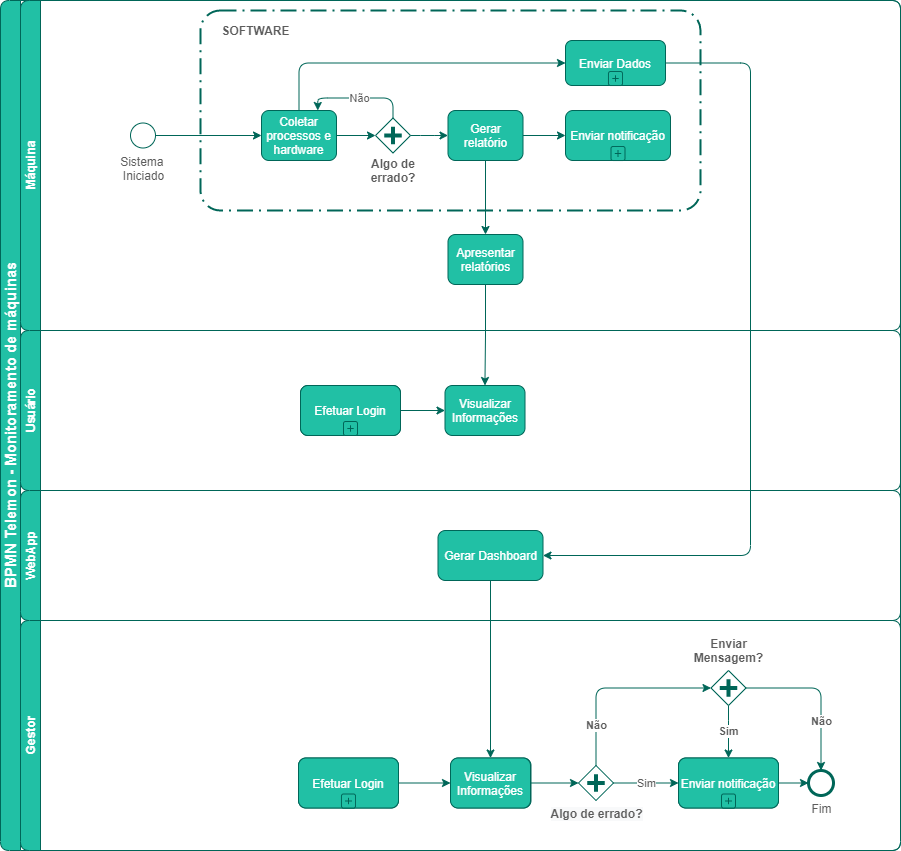 BPMN Telemon - Monitoramento de máquinas
Máquina
SOFTWARE
Enviar Dados
Não
Coletar
processos e
hardware
Gerar
relatório
Enviar notificação
Sistema
Iniciado
Algo de
errado?
Apresentar
relatórios
Usuário
Efetuar Login
Visualizar
Informações
WebApp
Gerar Dashboard
Gestor
Enviar
Mensagem?
Não
Sim
Não
Efetuar Login
Visualizar
Informações
Sim
Enviar notificação
Algo de errado?
Fim